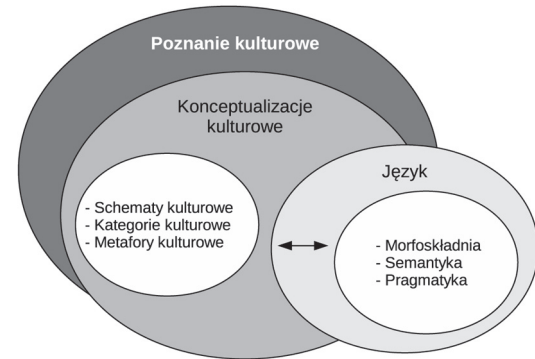 Poznanie kulturowe
Konceptualizacje
kulturowe
- Schematy kulturowe
- Kategorie kulturowe
- Metafory kulturowe
Język
- Morfoskładnia
- Semantyka
- Pragmatyka